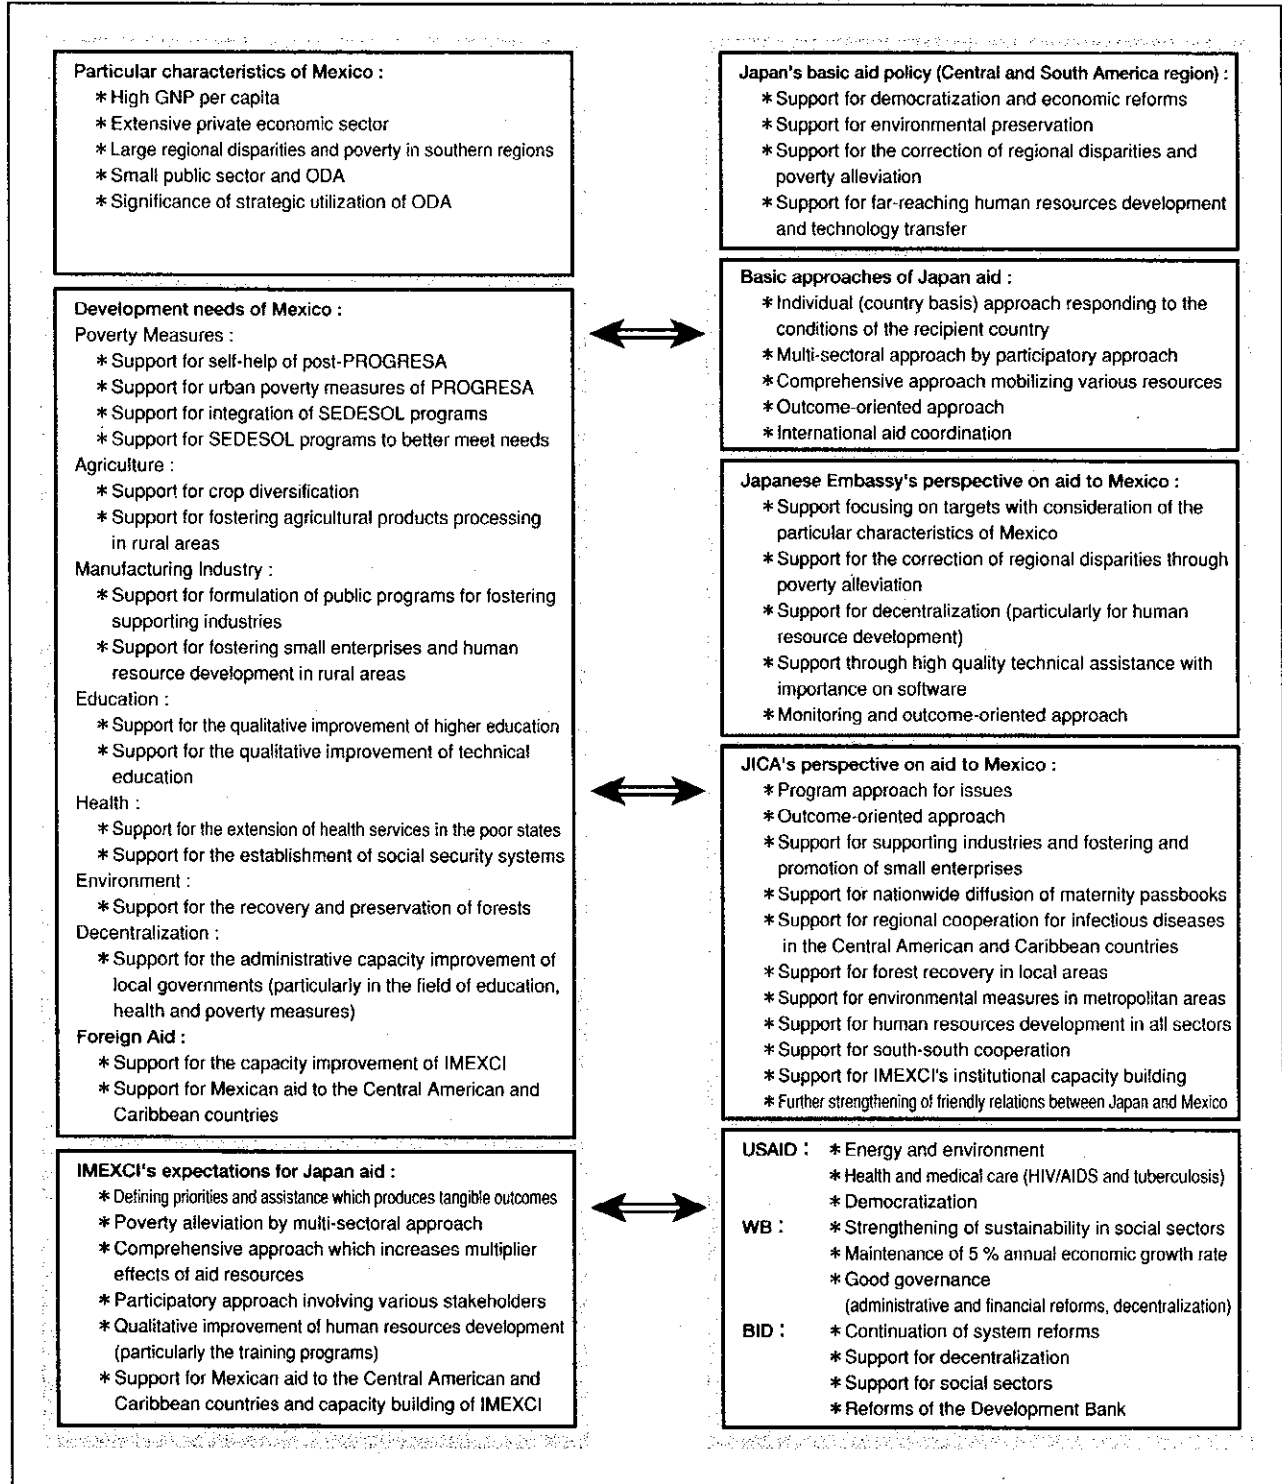 Particular characteristics of Mexico :
* High GNP per capita
* Extensive private economic sector
* Large regional disparities and poverty in southern regions
* Small public sector and ODA
* Significance of strategic utilization of ODA
Development needs of Mexico :
Poverty Measures :
* Support for self-help of post-PROGRESA
* Support for urban poverty measures of PROGRESA
* Support for integration of SEDESOL programs
* Support for SEDESOL programs to better meet needs
Agriculture :
* Support for crop diversification
* Support for fostering agricultural products processing
in rural areas
Manufacturing Industry :
* Support for formulation of public programs for fostering
supporting industries
* Support for fostering small enterprises and human
resource development in rural areas
Education :
* Support for the qualitative improvement of higher education
* Support for the qualitative improvement of technical
education
Health :
* Support for the extension of health services in the poor states
* Support for the establishment of social security systems
Environment :
* Support for the recovery and preservation of forests
Decentralization :
* Support for the administrative capacity improvement of
local governments (particularly in the field of education,
health and poverty measures)
Foreign Aid :
* Support for the capacity improvement of IMEXCI
* Support for Mexican aid to the Central American and
Caribbean countries
IMEXCI's expectations for Japan aid :
* Defining priorities and assistance which produces tangible outcomes
* Poverty alleviation by multi-sectoral approach
* Comprehensive approach which increases multiplier
effects of aid resources
* Participatory approach involving various stakeholders
* Qualitative improvement of human resources development
(particularly the training programs)
* Support for Mexican aid to the Central American and
Caribbean countries and capacity building of IMEXCI
Japan's basic aid policy (Central and South America region) :
* Support for democratization and economic reforms
* Support for environmental preservation
* Support for the correction of regional disparities and
poverty alleviation
* Support for far-reaching human resources development
and technology transfer
Basic approaches of Japan aid :
* Individual (country basis) approach responding to the
conditions of the recipient country
* Multi-sectoral approach by participatory approach
* Comprehensive approach mobilizing various resources
* Outcome-oriented approach
* International aid coordination
Japanese Embassy's perspective on aid to Mexico :
* Support focusing on targets with consideration of the
particular characteristics of Mexico
* Support for the correction of regional disparities through
poverty alleviation
* Support for decentralization (particularly for human
resource development)
* Support through high quality technical assistance with
importance on software
* Monitoring and outcome-oriented approach
JICA's perspective on aid to Mexico :
* Program approach for issues
* Outcome-oriented approach
* Support for supporting industries and fostering and
promotion of small enterprises
* Support for nationwide diffusion of maternity passbooks
* Support for regional cooperation for infectious diseases
in the Central American and Caribbean countries
* Support for forest recovery in local areas
* Support for environmental measures in metropolitan areas
* Support for human resources development in all sectors
* Support for south-south cooperation
* Support for IMEXCI's institutional capacity building
* Further strengthening of friendly relations between Japan and Mexico
USAID : * Energy and environment
* Health and medical care (HIV/AIDS and tuberculosis)
* Democratization
WB : * Strengthening of sustainability in social sectors
* Maintenance of 5 % annual economic growth rate
* Good governance
(administrative and financial reforms, decentralization)
BID : * Continuation of system reforms
* Support for decentralization
* Support for social sectors
* Reforms of the Development Bank